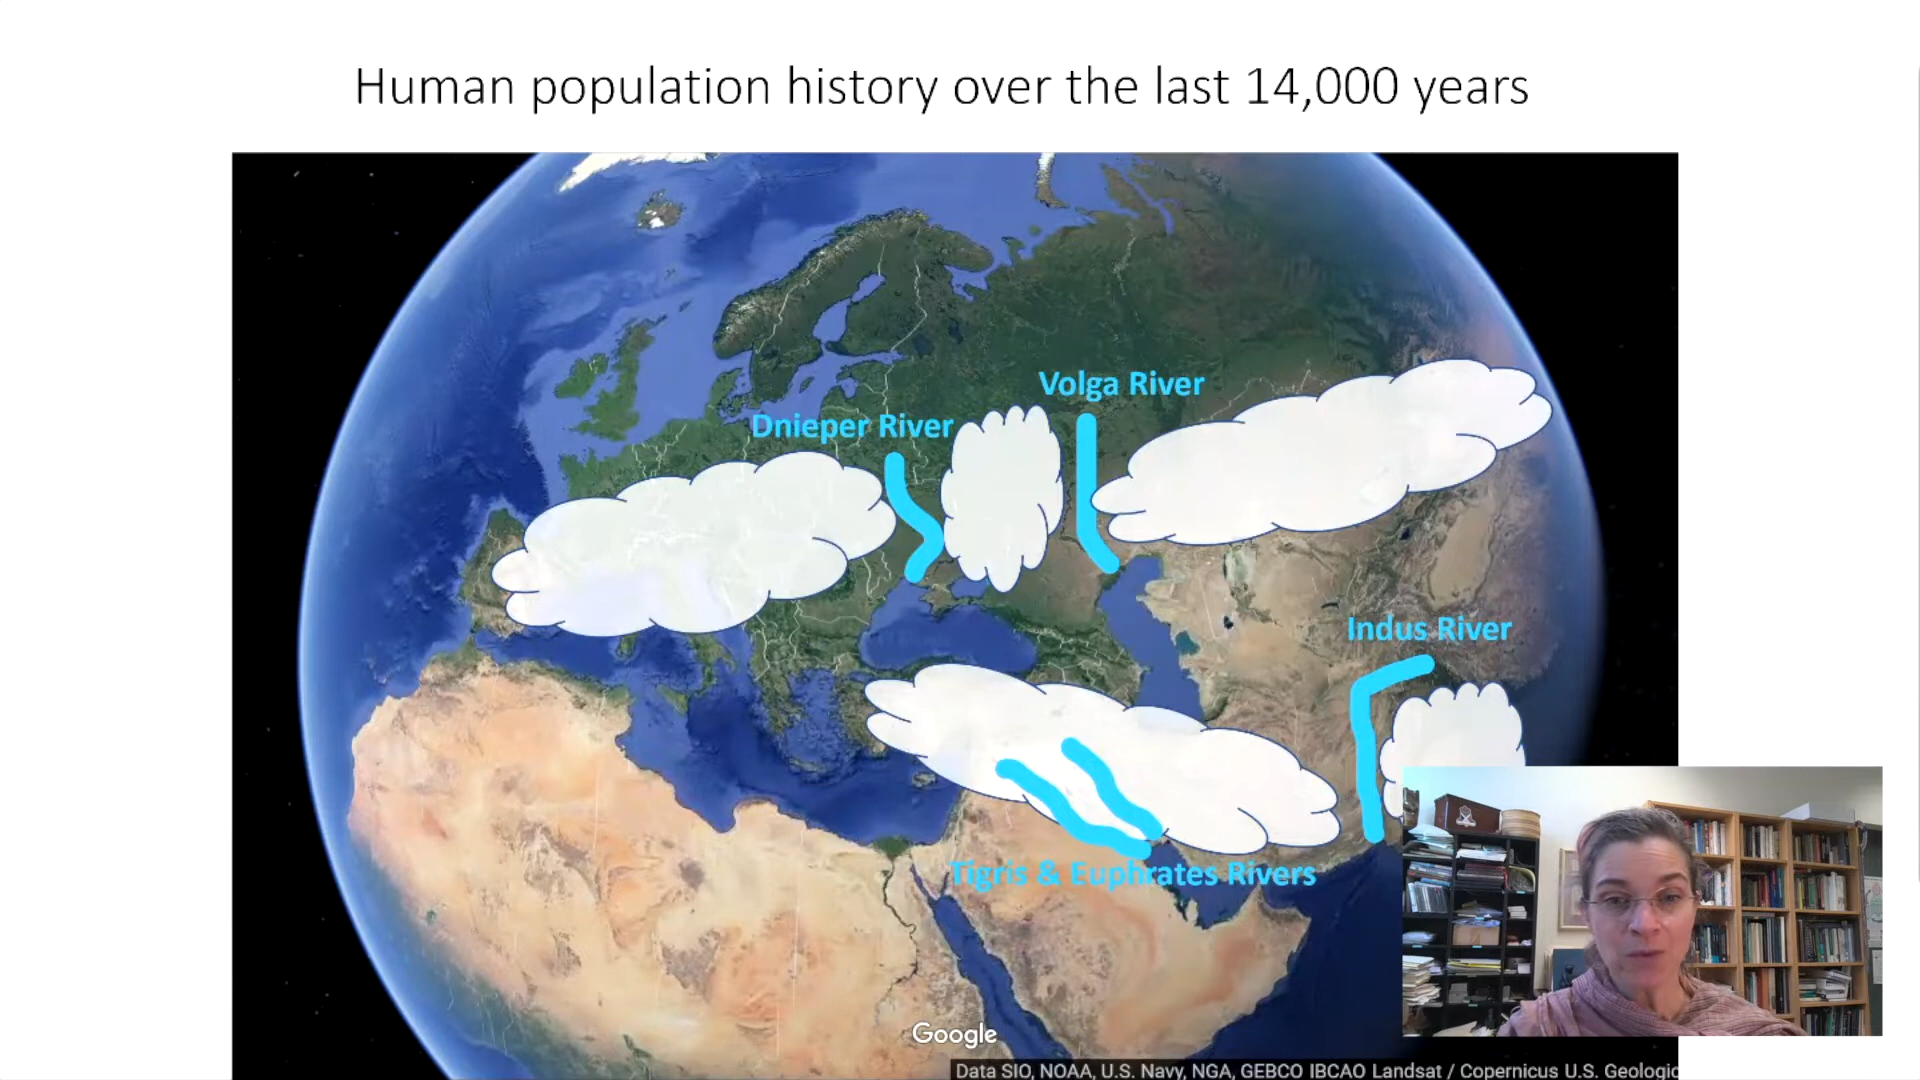 Human population history over the last 14,000 years
Volga River
Dnieper River
Indus River
Tigris & Euphrates Rivers
Google
Data SIO, NOAA, U.S. Navy, NGA, GEBCO IBCAO Landsat / Copernicus U.S. Geologic